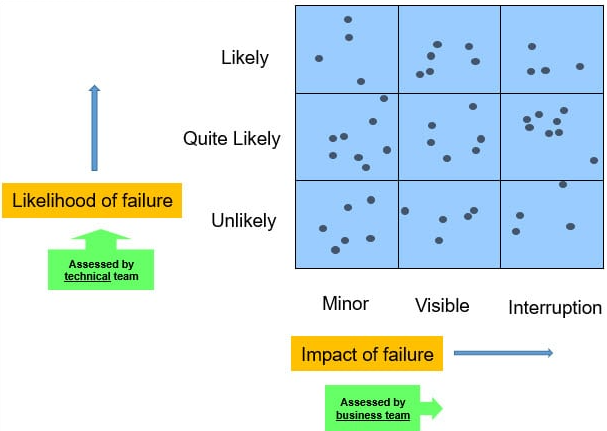 Likely
Quite Likely
Likelihood of failure
Unlikely
Assessed by
technical team
Minor
Visible
Interruption
Impact of failure
Assessed by
business team